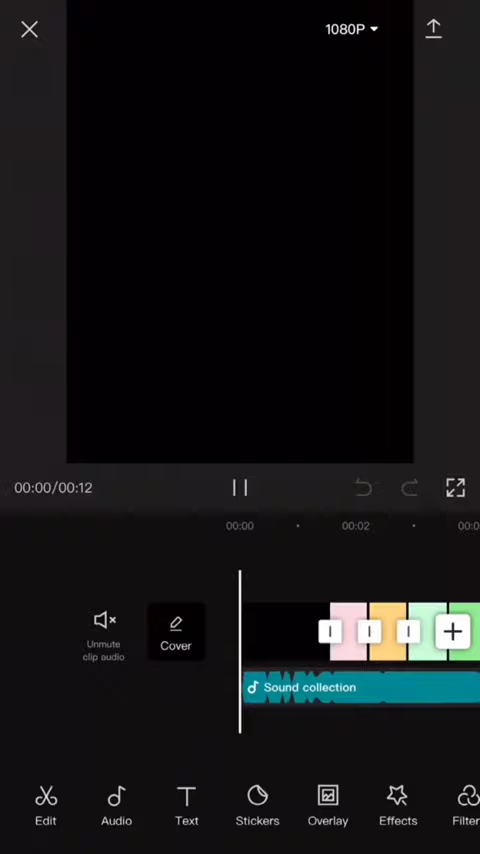 1080P
00:00/00:12
00:00
00:02
Unmute
clip audio
Cover
Sound collection
Edit
Audio
Text
Stickers
Overlay
Effects
Filter